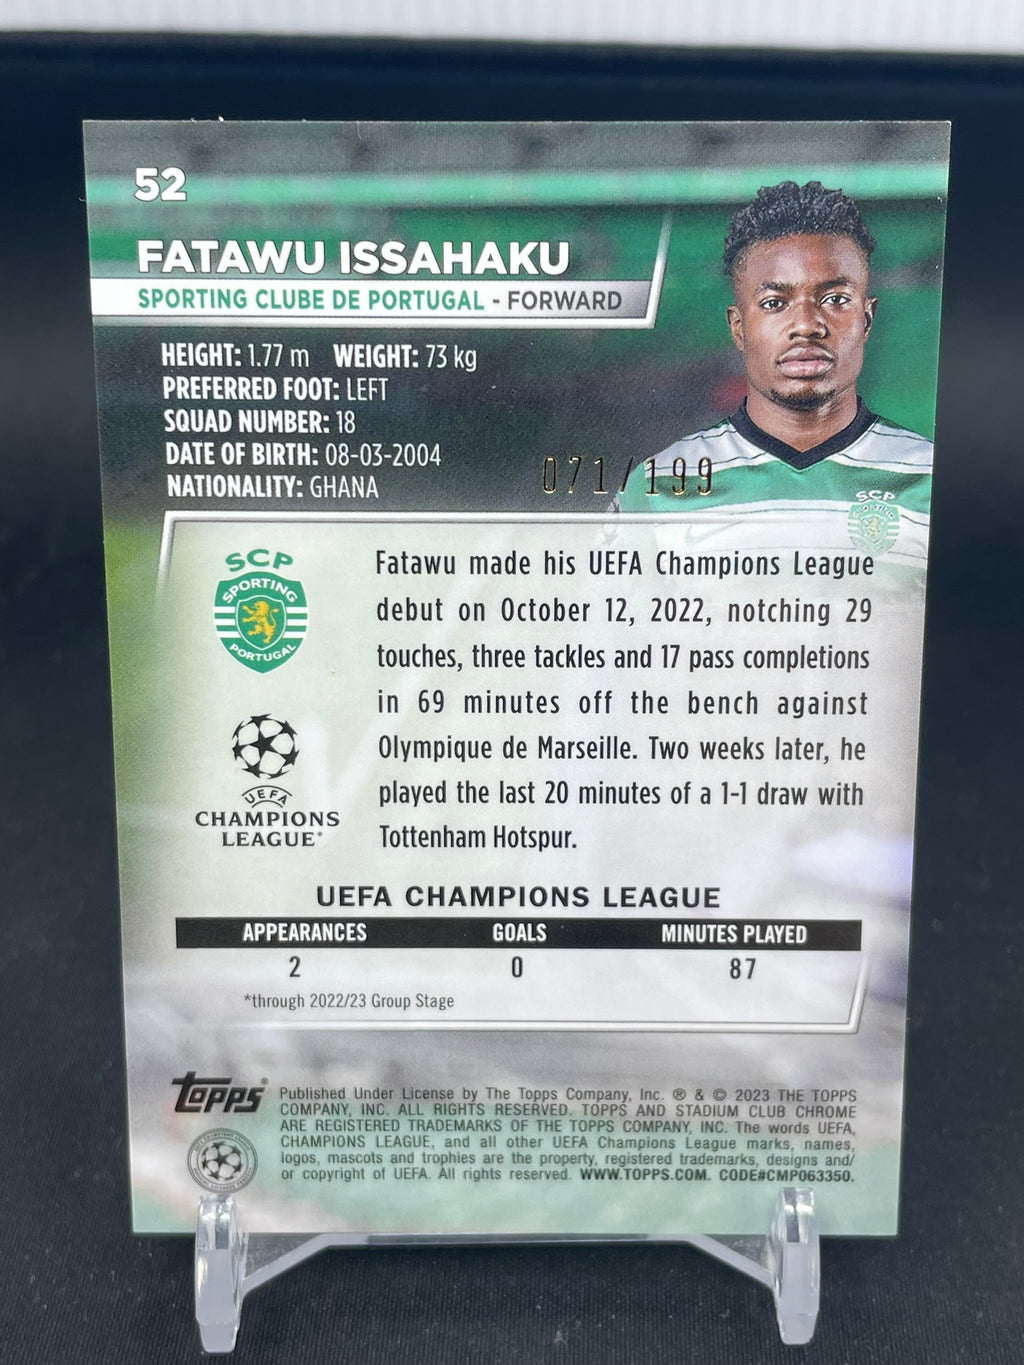 52
FATAWU ISSAHAKU
SPORTING CLUBE DE PORTUGAL - FORWARD
HEIGHT: 1.77 m WEIGHT: 73 kg
PREFERRED FOOT: LEFT
SQUAD NUMBER: 18
DATE OF BIRTH: 08-03-2004
NATIONALITY: GHANA
071/199
SCP
SPORTING
SCP
SPORTING
PORTUGAL
Fatawu made his UEFA Champions League
debut on October 12, 2022, notching 29
touches, three tackles and 17 pass completions
in 69 minutes off the bench against
Olympique de Marseille. Two weeks later, he
played the last 20 minutes of a 1-1 draw with
Tottenham Hotspur.
UEFA
CHAMPIONS
LEAGUE®
UEFA CHAMPIONS LEAGUE
APPEARANCES GOALS MINUTES PLAYED
2 0 87
*through 2022/23 Group Stage
topps®
Published Under License by The Topps Company, Inc. ® & © 2023 THE TOPPS
COMPANY, INC. ALL RIGHTS RESERVED. TOPPS AND STADIUM CLUB CHROME
ARE REGISTERED TRADEMARKS OF THE TOPPS COMPANY, INC. The words UEFA,
CHAMPIONS LEAGUE, and all other UEFA Champions League marks, names,
logos, mascots and trophies are the property, registered trademarks, designs and/
or copyright of UEFA. All rights reserved. WWW.TOPPS.COM. CODE#CMP063350.